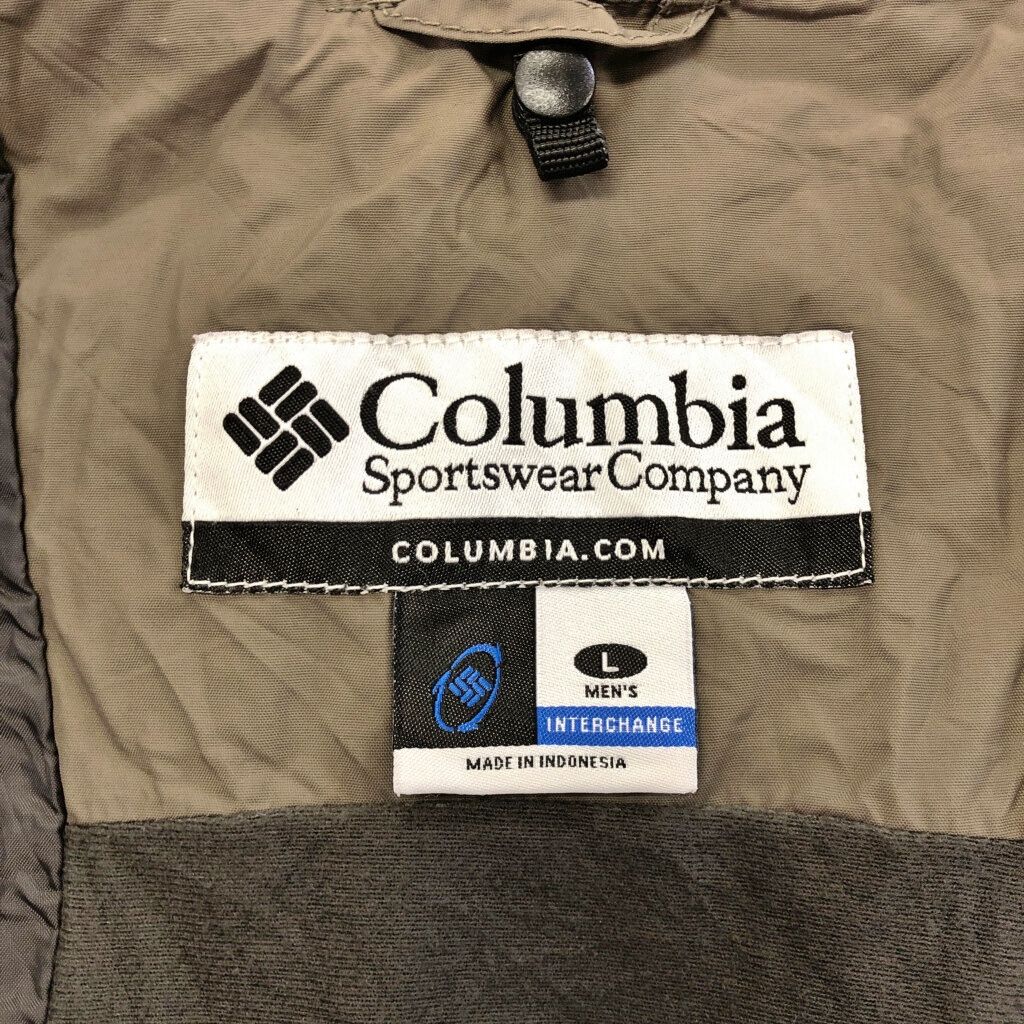 Columbia
Sportswear Company
COLUMBIA.COM
L
MEN'S
INTERCHANGE
MADE IN INDONESIA